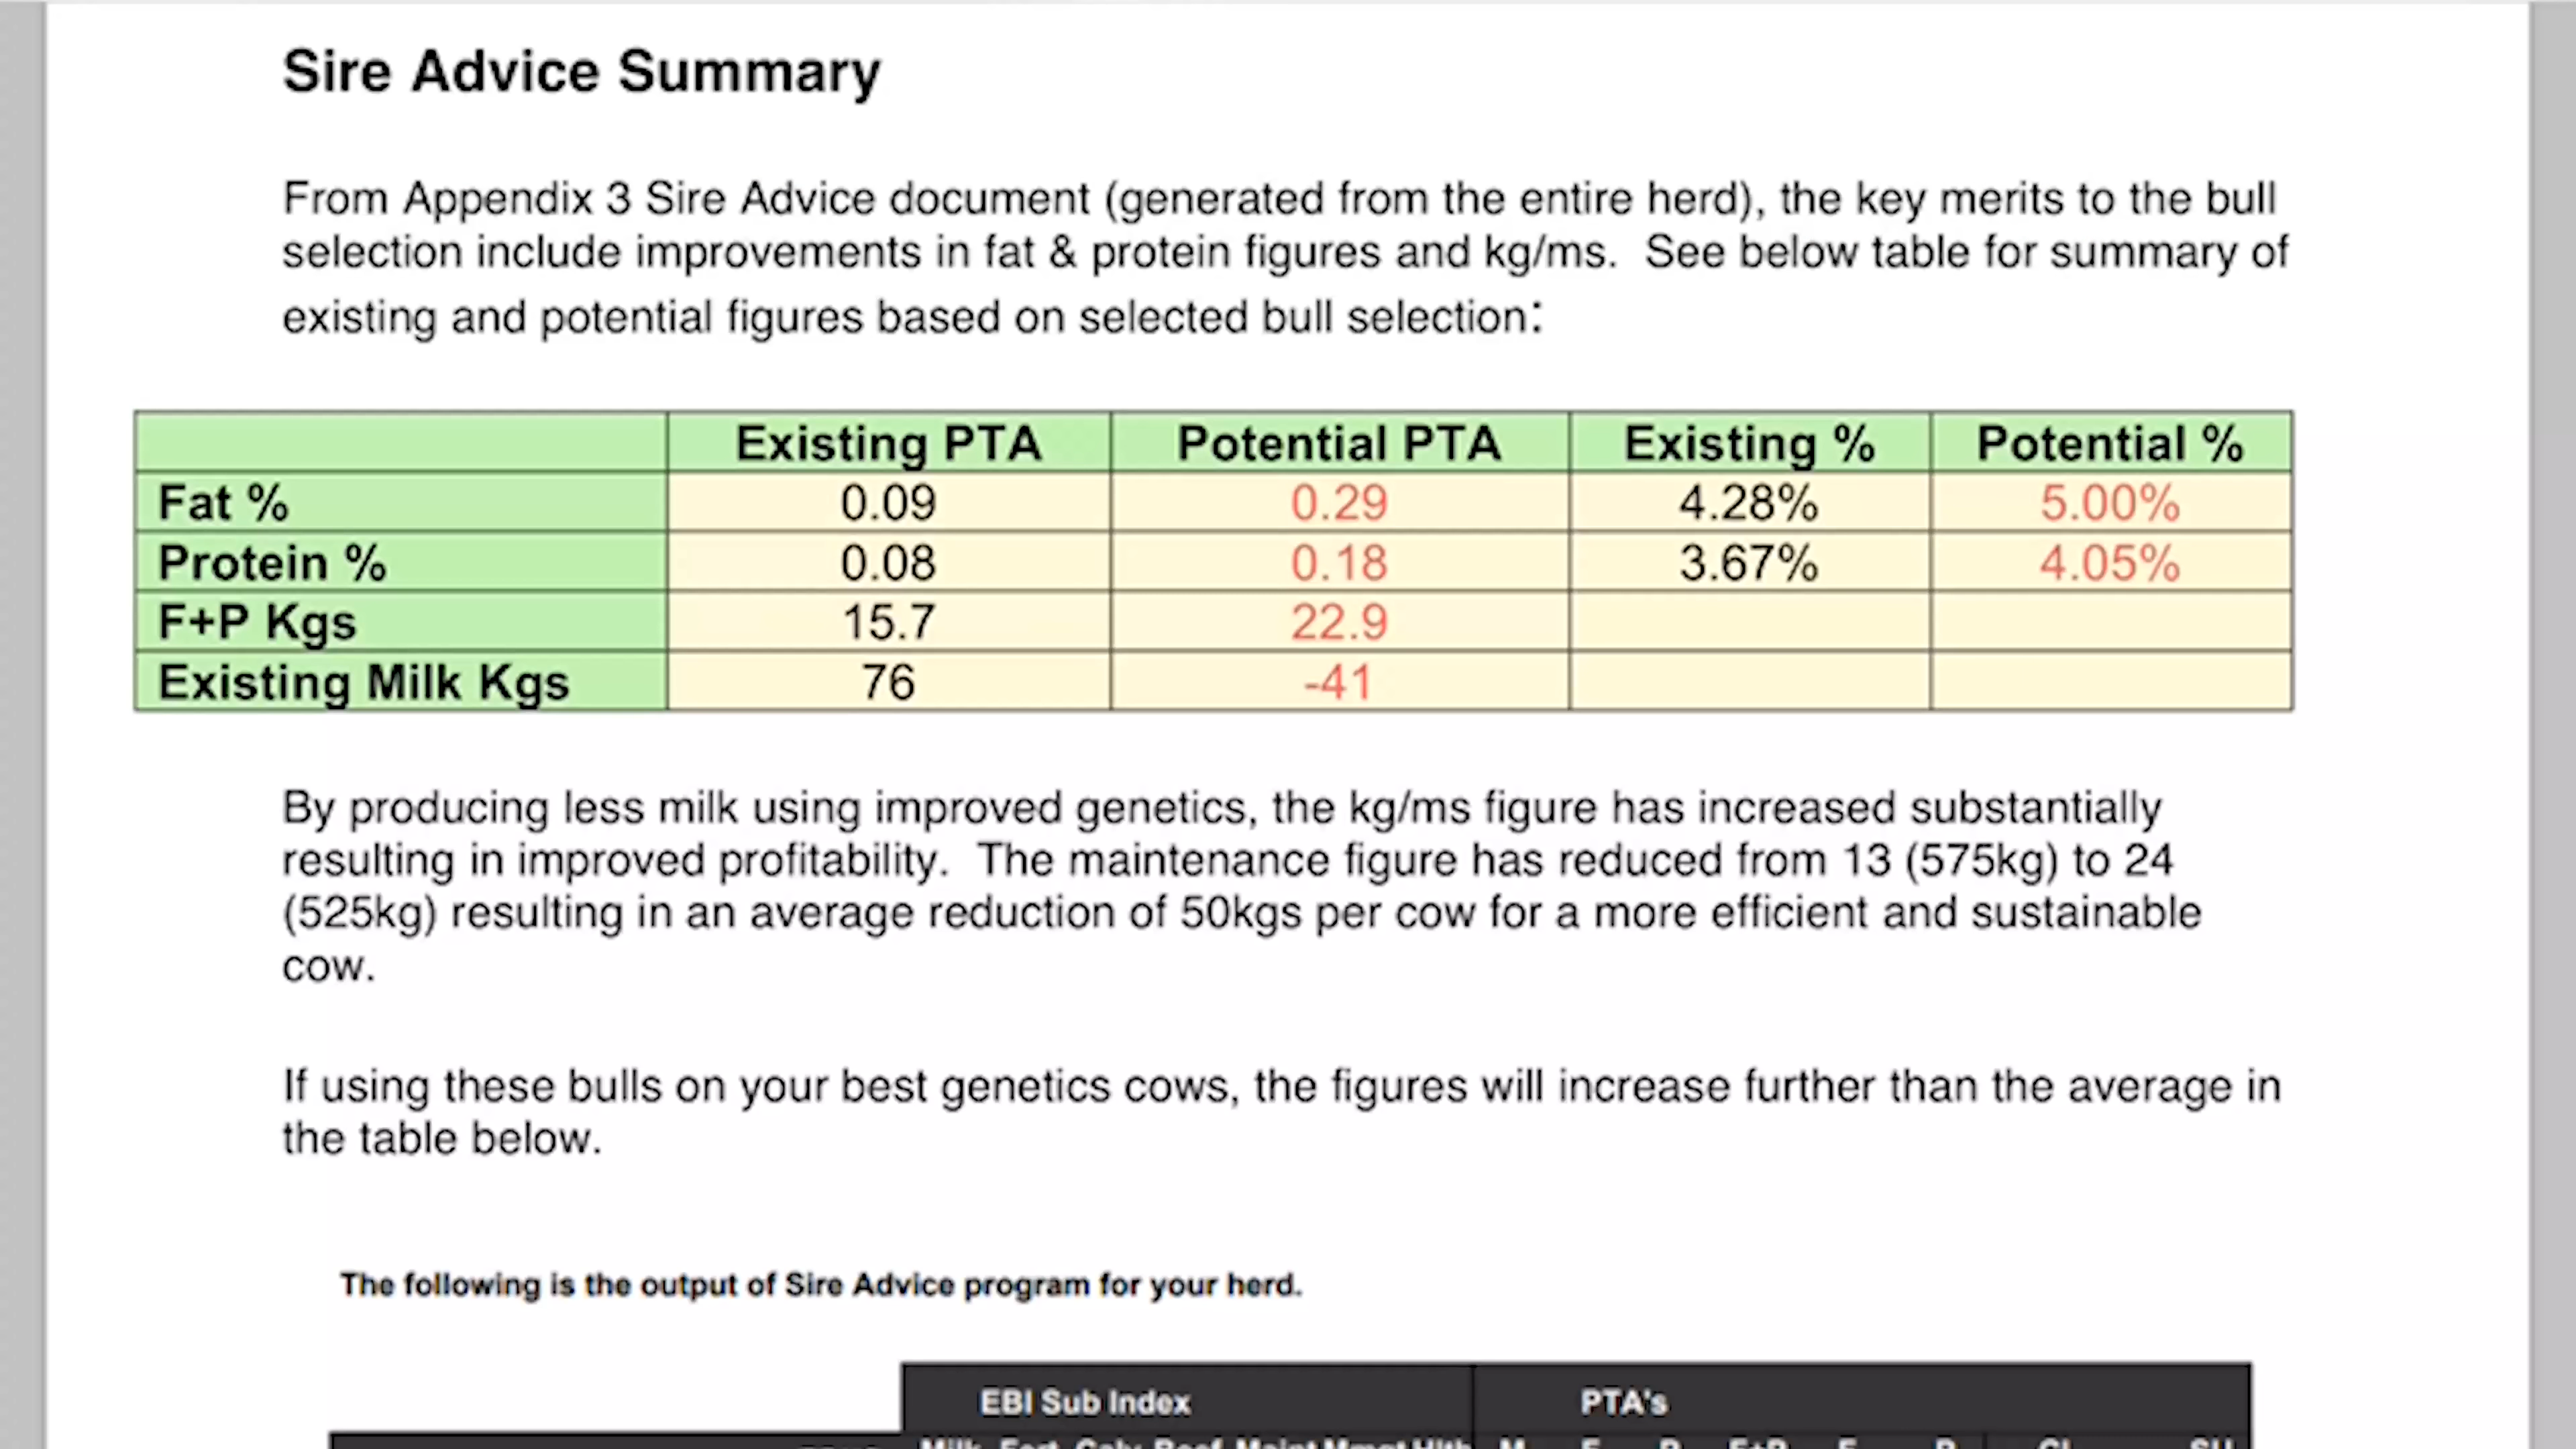 Sire Advice Summary
From Appendix 3 Sire Advice document (generated from the entire herd), the key merits to the bull
selection include improvements in fat & protein figures and kg/ms.  See below table for summary of
existing and potential figures based on selected bull selection:
Existing PTA Potential PTA Existing % Potential %
Fat % 0.09 0.29 4.28% 5.00%
Protein % 0.08 0.18 3.67% 4.05%
F+P Kgs 15.7 22.9
Existing Milk Kgs 76 -41
By producing less milk using improved genetics, the kg/ms figure has increased substantially
resulting in improved profitability.  The maintenance figure has reduced from 13 (575kg) to 24
(525kg) resulting in an average reduction of 50kgs per cow for a more efficient and sustainable
cow.
If using these bulls on your best genetics cows, the figures will increase further than the average in
the table below.
The following is the output of Sire Advice program for your herd.
EBI Sub Index PTA's